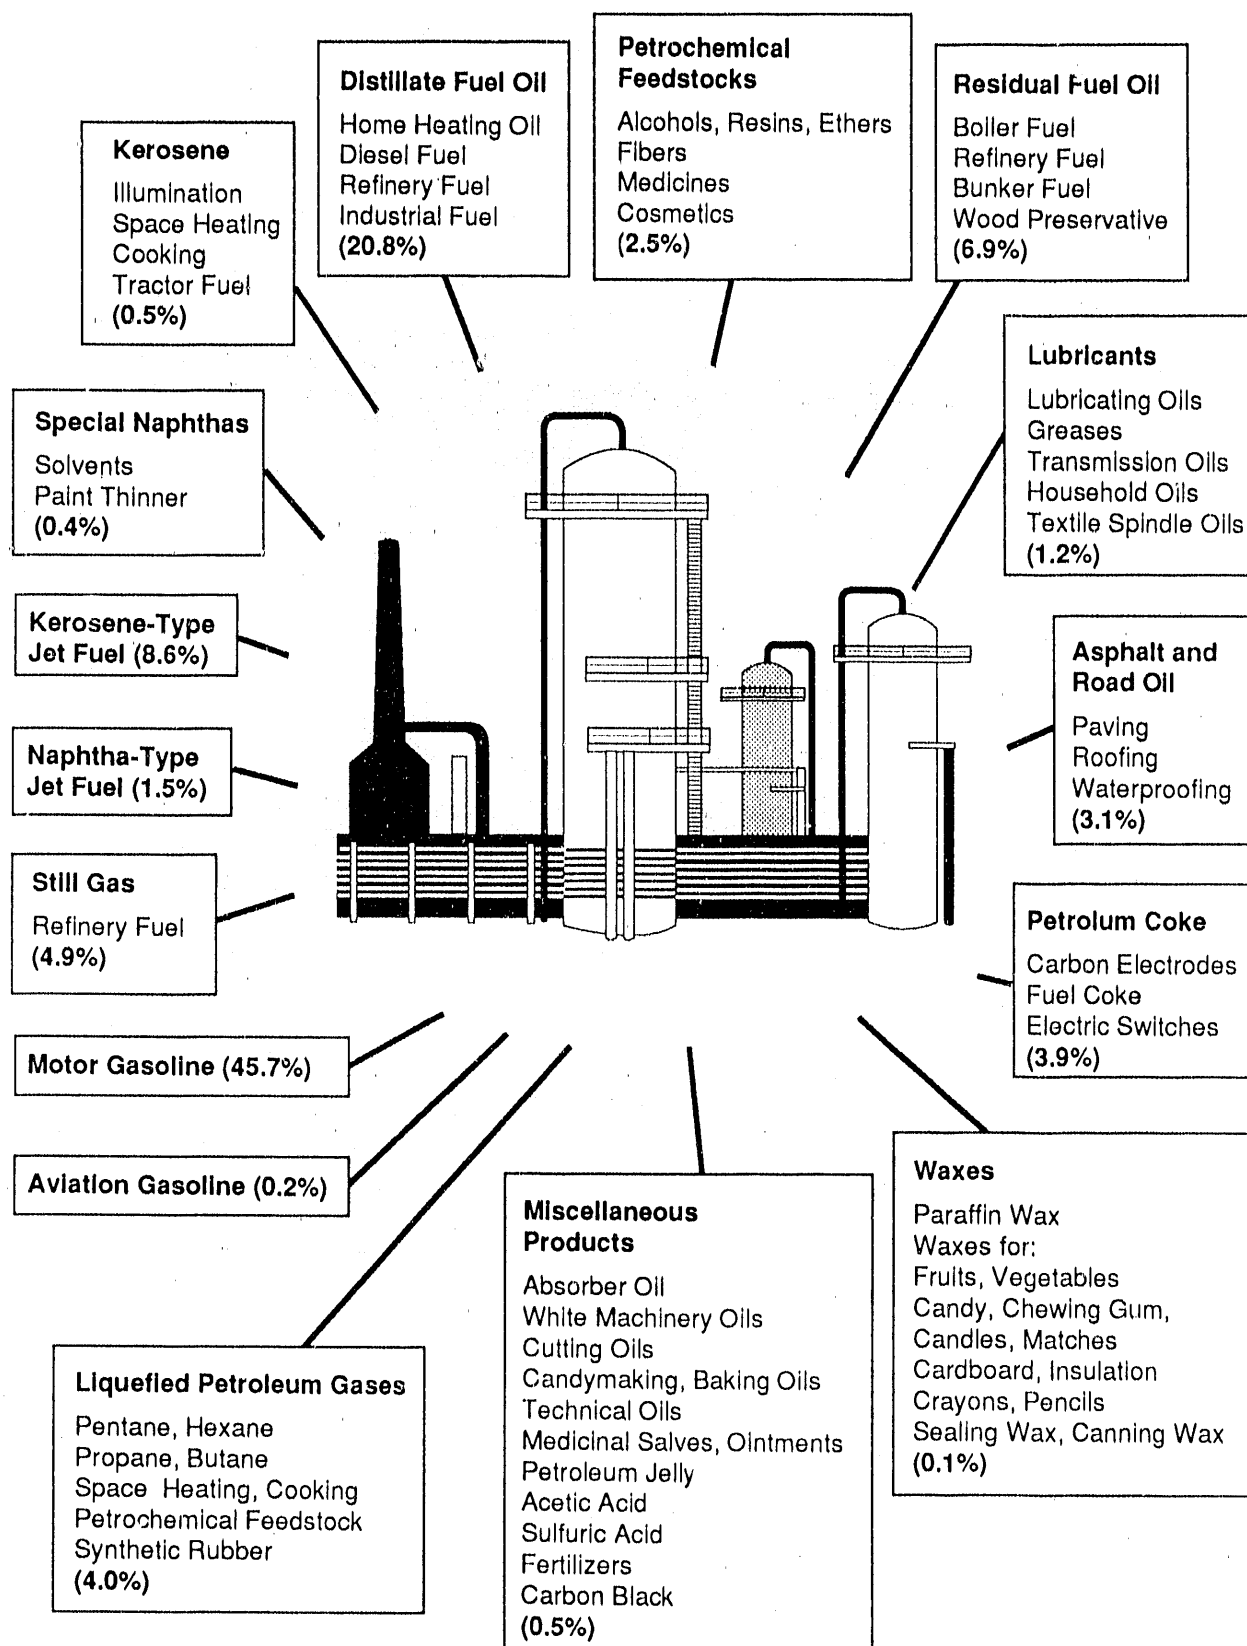 Petrochemical
Feedstocks
Alcohols, Resins, Ethers
Fibers
Medicines
Cosmetics
(2.5%)
Distillate Fuel Oil
Home Heating Oil
Diesel Fuel
Refinery Fuel
Industrial Fuel
(20.8%)
Residual Fuel Oil
Boiler Fuel
Refinery Fuel
Bunker Fuel
Wood Preservative
(6.9%)
Kerosene
Illumination
Space Heating
Cooking
Tractor Fuel
(0.5%)
Lubricants
Lubricating Oils
Greases
Transmission Oils
Household Oils
Textile Spindle Oils
(1.2%)
Special Naphthas
Solvents
Paint Thinner
(0.4%)
Kerosene-Type
Jet Fuel (8.6%)
Asphalt and
Road Oil
Paving
Roofing
Waterproofing
(3.1%)
Naphtha-Type
Jet Fuel (1.5%)
Still Gas
Refinery Fuel
(4.9%)
Petrolum Coke
Carbon Electrodes
Fuel Coke
Electric Switches
(3.9%)
Motor Gasoline (45.7%)
Aviation Gasoline (0.2%)
Waxes
Paraffin Wax
Waxes for:
Fruits, Vegetables
Candy, Chewing Gum,
Candles, Matches
Cardboard, Insulation
Crayons, Pencils
Sealing Wax, Canning Wax
(0.1%)
Miscellaneous
Products
Absorber Oil
White Machinery Oils
Cutting Oils
Candymaking, Baking Oils
Technical Oils
Medicinal Salves, Ointments
Petroleum Jelly
Acetic Acid
Sulfuric Acid
Fertilizers
Carbon Black
(0.5%)
Liquefied Petroleum Gases
Pentane, Hexane
Propane, Butane
Space Heating, Cooking
Petrochemical Feedstock
Synthetic Rubber
(4.0%)